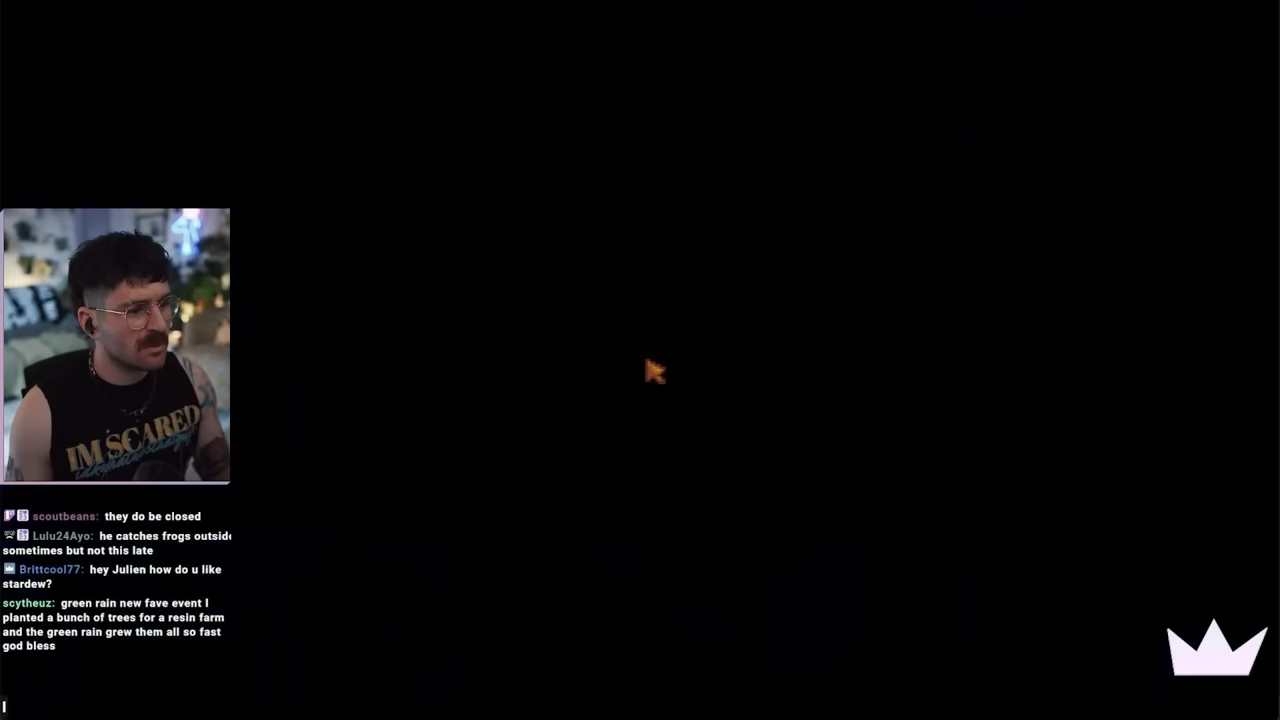 IM SCARED
scoutbeans: they do be closed
Lulu24Ayo: he catches frogs outside
sometimes but not this late
Brittcool77: hey Julien how do u like
stardew?
scytheuz: green rain new fave event I
planted a bunch of trees for a resin farm
and the green rain grew them all so fast
god bless